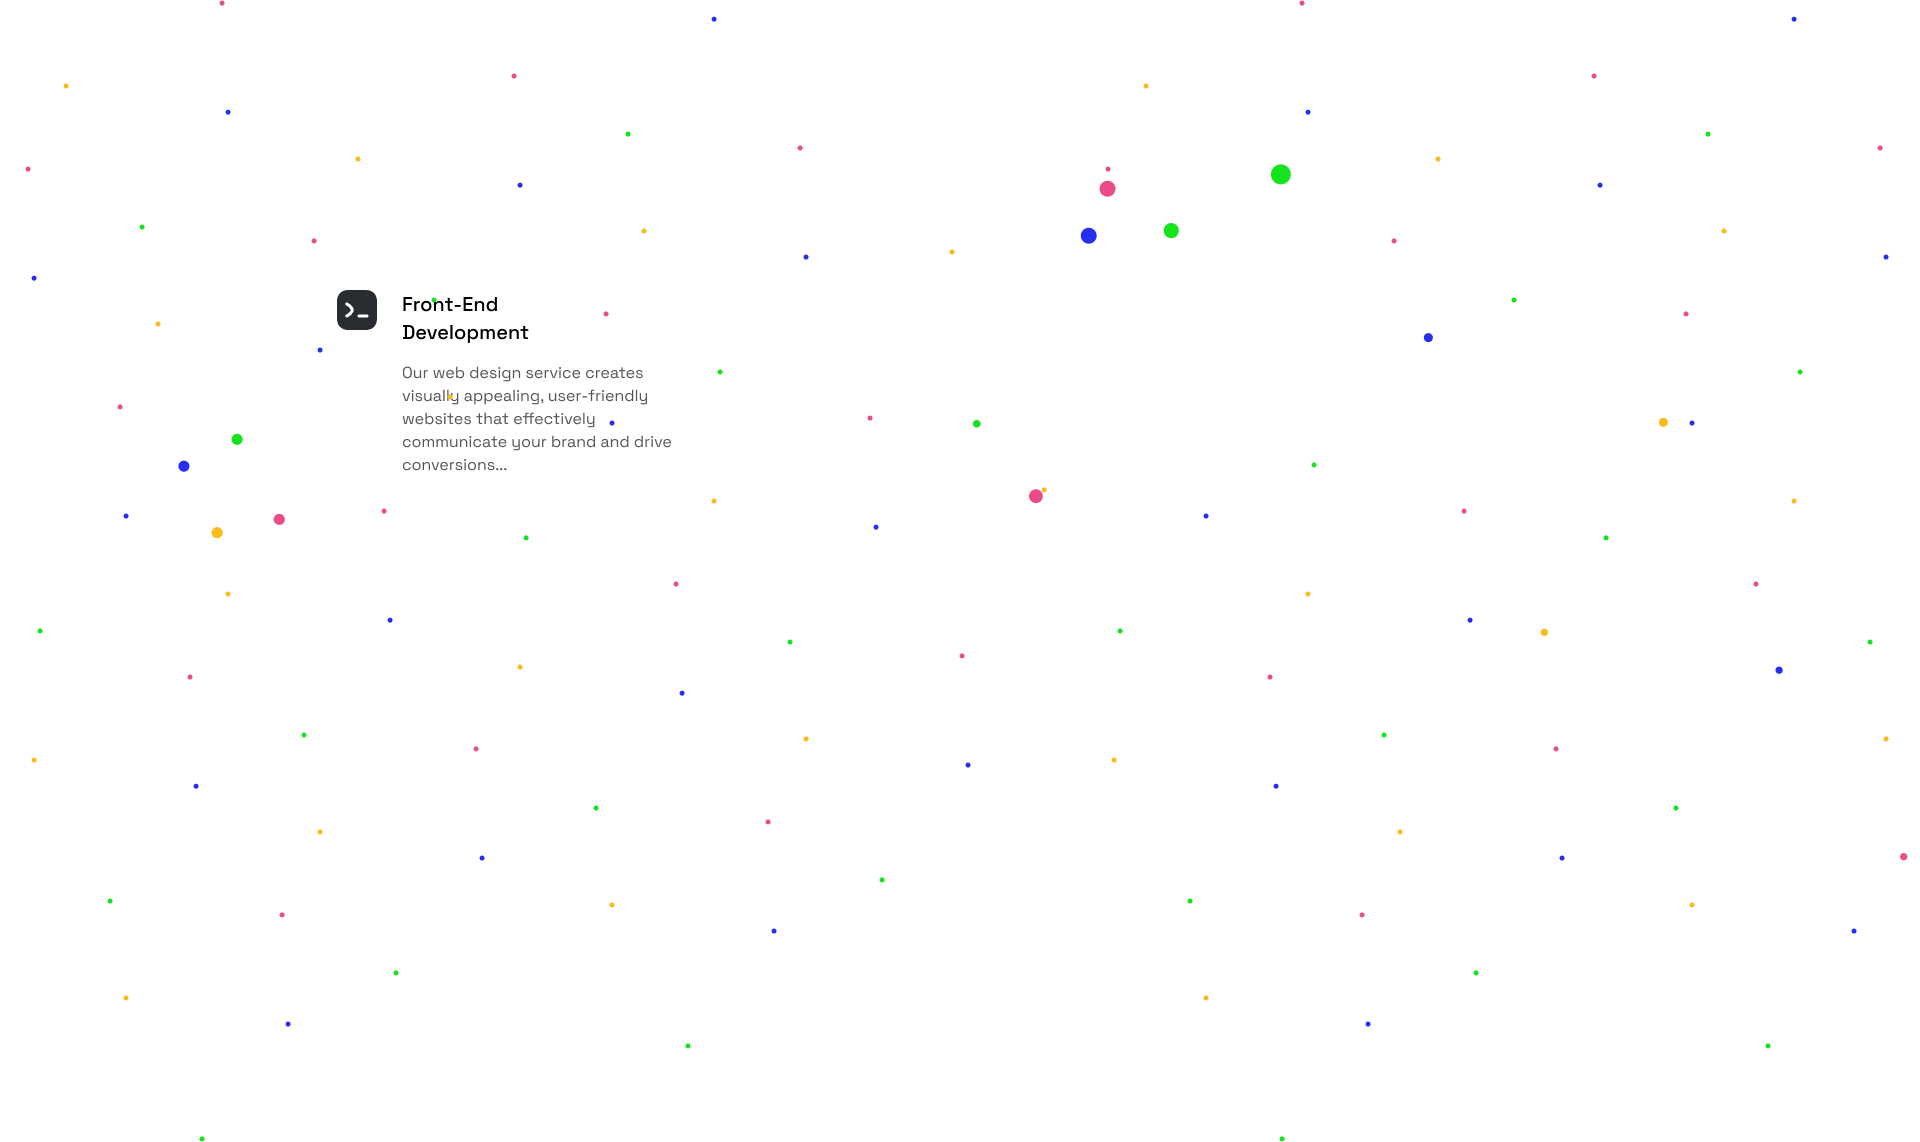 Front-End
Development
Our web design service creates
visually appealing, user-friendly
websites that effectively
communicate your brand and drive
conversions...